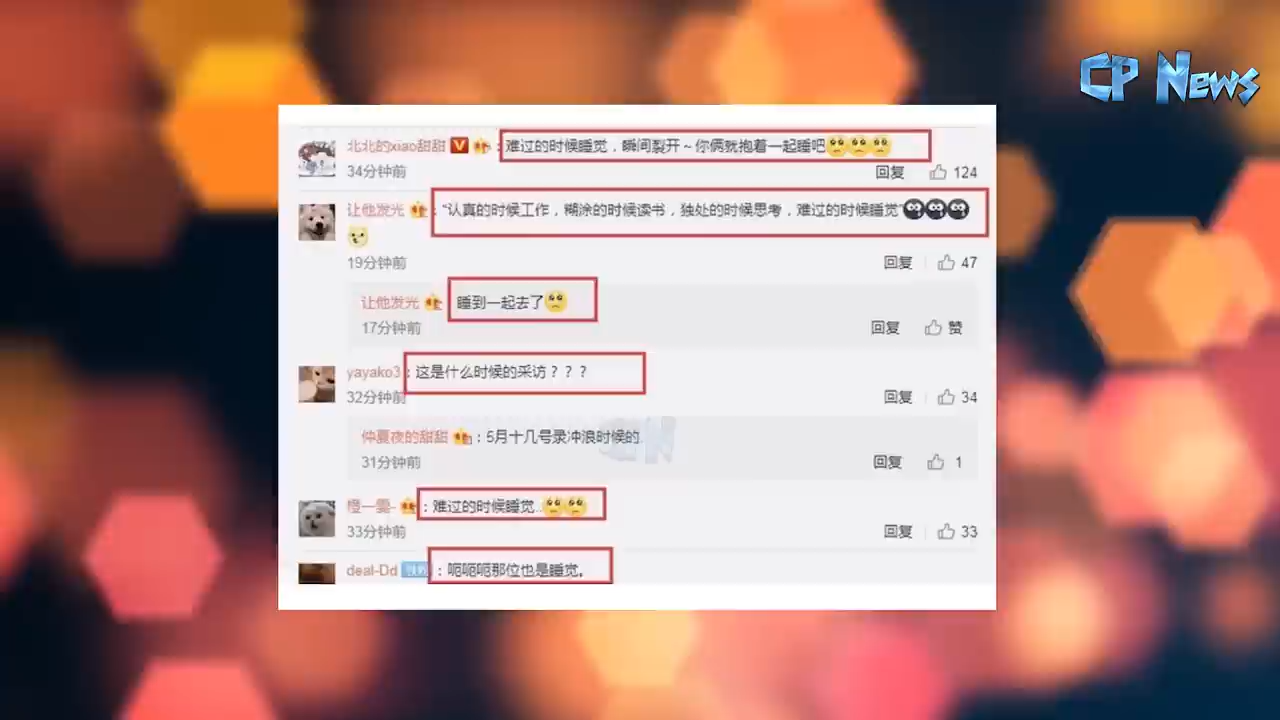 CP News
北北的xiao甜甜 V : 难过的时候睡觉，瞬间裂开～你俩就抱着一起睡吧
34分钟前 回复 124
让他发光 : “认真的时候工作，糊涂的时候读书，独处的时候思考，难过的时候睡觉”
19分钟前 回复 47
让他发光 : 睡到一起去了
17分钟前 回复 赞
yayako3 : 这是什么时候的采访？？？
32分钟前 回复 34
仲夏夜的甜甜 : 5月十几号录冲浪时候的
31分钟前 回复 1
橙一雲- : 难过的时候睡觉..
33分钟前 回复 33
deal-Dd : 呃呃呃那位也是睡觉。